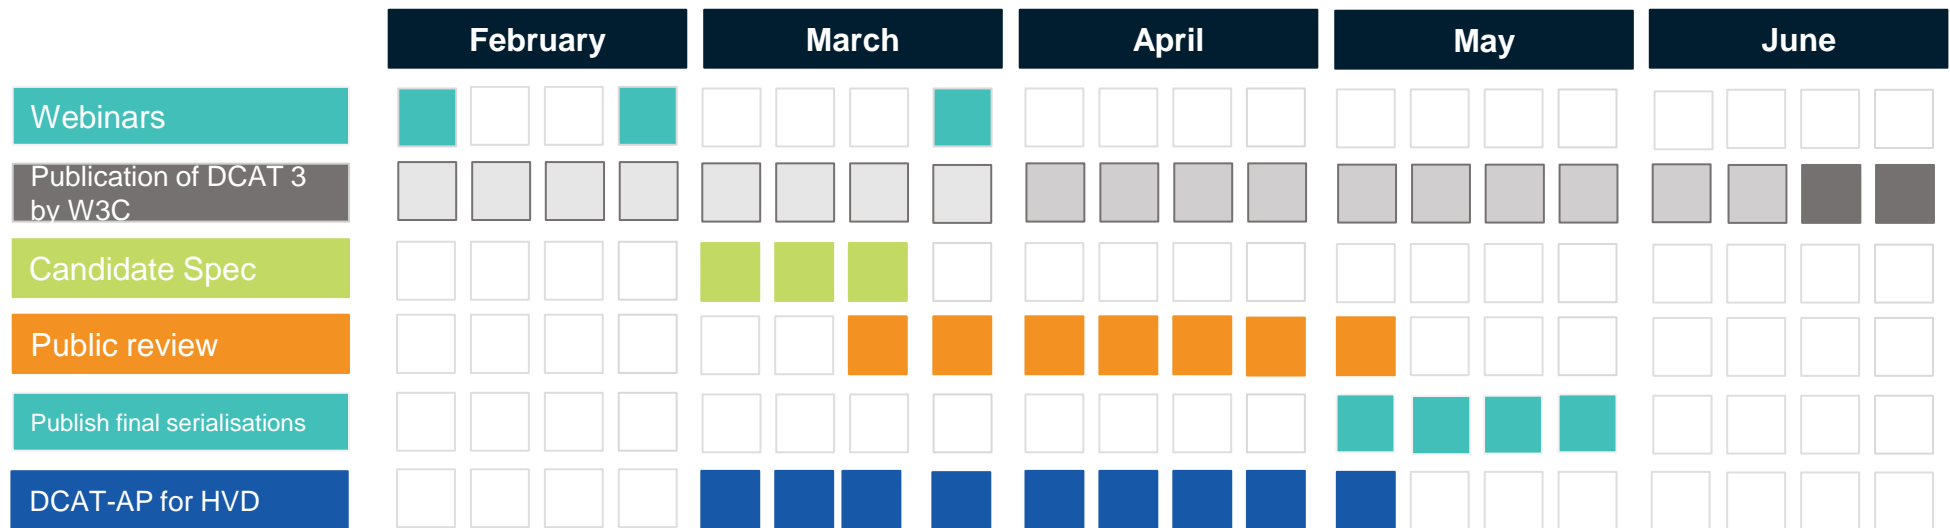 February March April May June
Webinars
Publication of DCAT 3
by W3C
Candidate Spec
Public review
Publish final serialisations
DCAT-AP for HVD